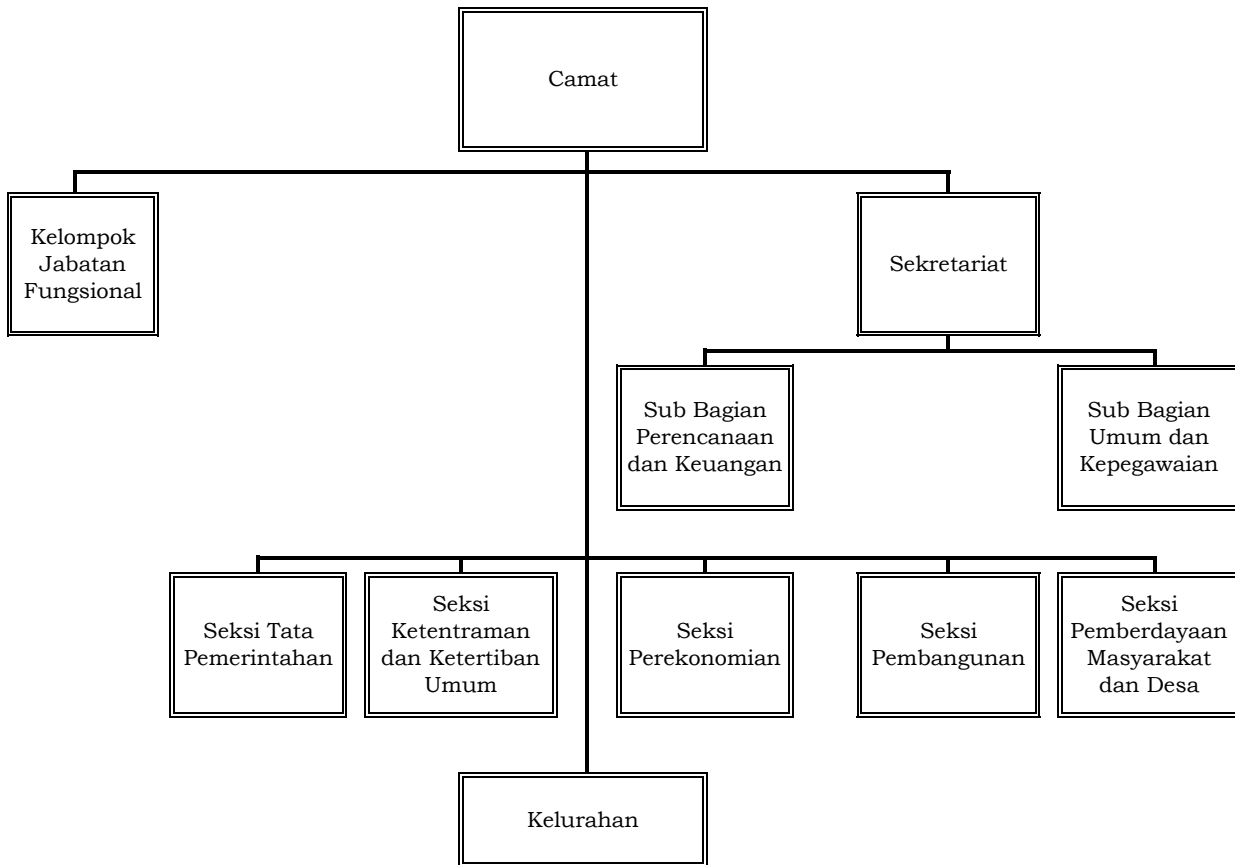 Camat
Kelompok
Jabatan
Fungsional
Sekretariat
Sub Bagian
Perencanaan
dan Keuangan
Sub Bagian
Umum dan
Kepegawaian
Seksi Tata
Pemerintahan
Seksi
Ketentraman
dan Ketertiban
Umum
Seksi
Perekonomian
Seksi
Pembangunan
Seksi
Pemberdayaan
Masyarakat
dan Desa
Kelurahan